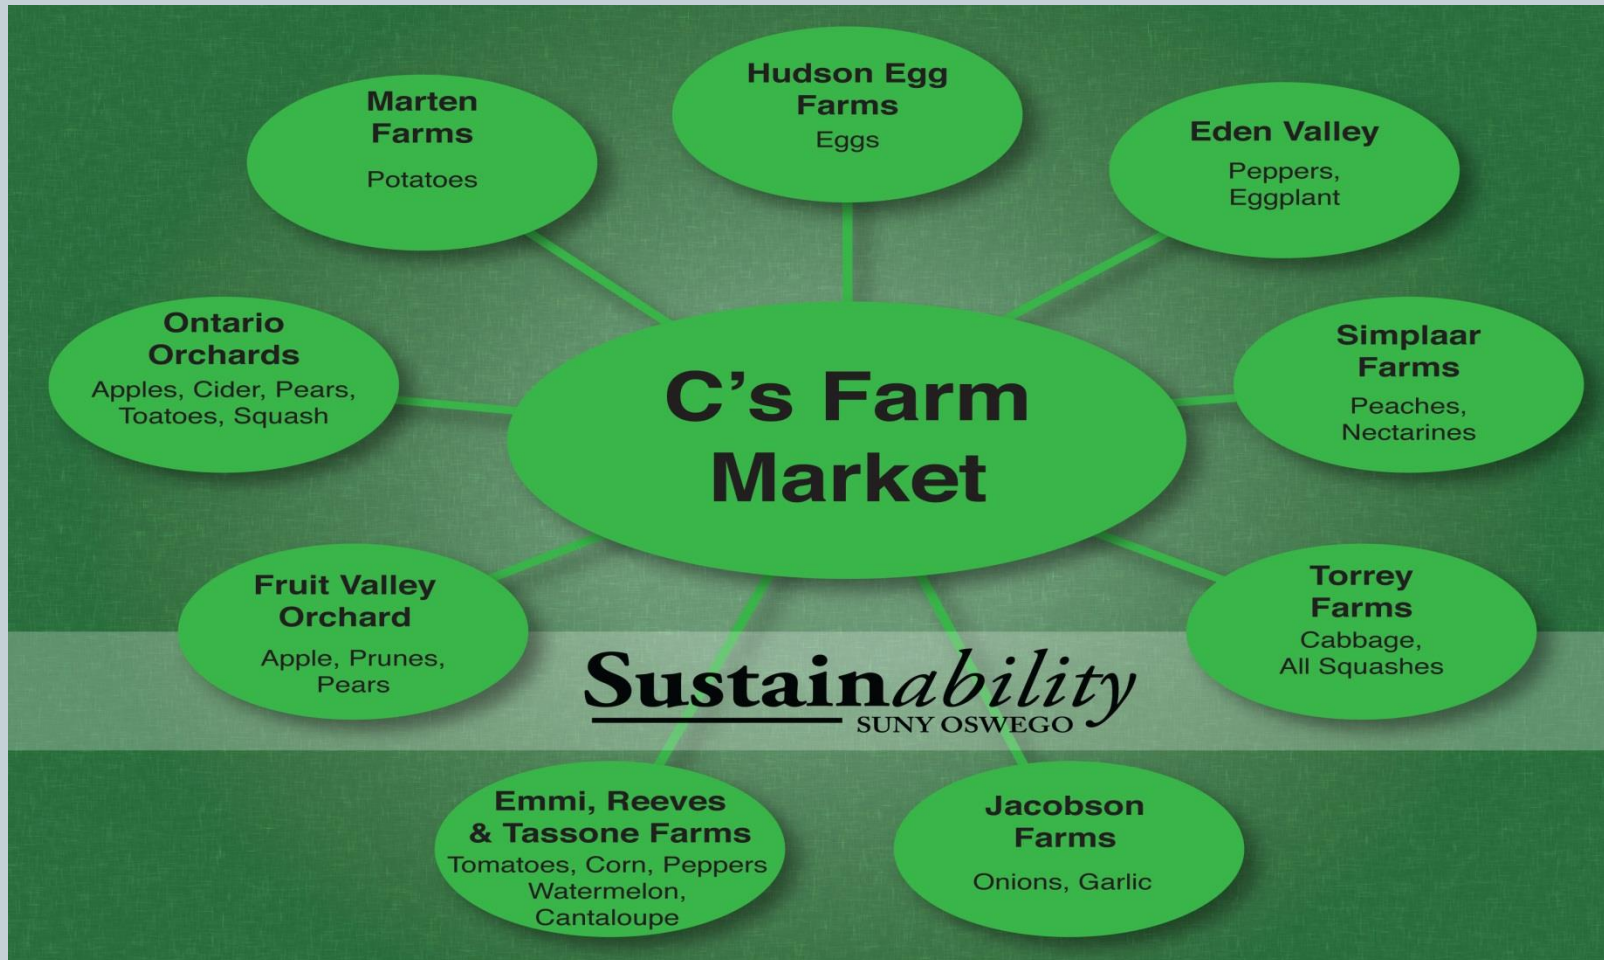 Hudson Egg
Farms
Eggs
Marten
Farms
Potatoes
Eden Valley
Peppers,
Eggplant
Ontario
Orchards
Apples, Cider, Pears,
Toatoes, Squash
C's Farm
Market
Simplaar
Farms
Peaches,
Nectarines
Fruit Valley
Orchard
Apple, Prunes,
Pears
Torrey
Farms
Cabbage,
All Squashes
Sustainability
SUNY OSWEGO
Emmi, Reeves
& Tassone Farms
Tomatoes, Corn, Peppers
Watermelon,
Cantaloupe
Jacobson
Farms
Onions, Garlic